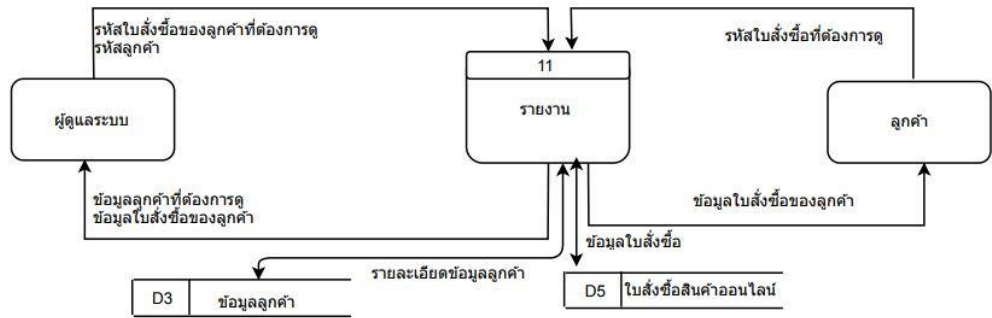 รหัสใบสั่งซื้อของลูกค้าที่ต้องการดู
รหัสลูกค้า
รหัสใบสั่งซื้อที่ต้องการดู
11
รายงาน
ผู้ดูแลระบบ
ลูกค้า
ข้อมูลลูกค้าที่ต้องการดู
ข้อมูลใบสั่งซื้อของลูกค้า
ข้อมูลใบสั่งซื้อของลูกค้า
ข้อมูลใบสั่งซื้อ
รายละเอียดข้อมูลลูกค้า
D3 ข้อมูลลูกค้า
D5 ใบสั่งซื้อสินค้าออนไลน์